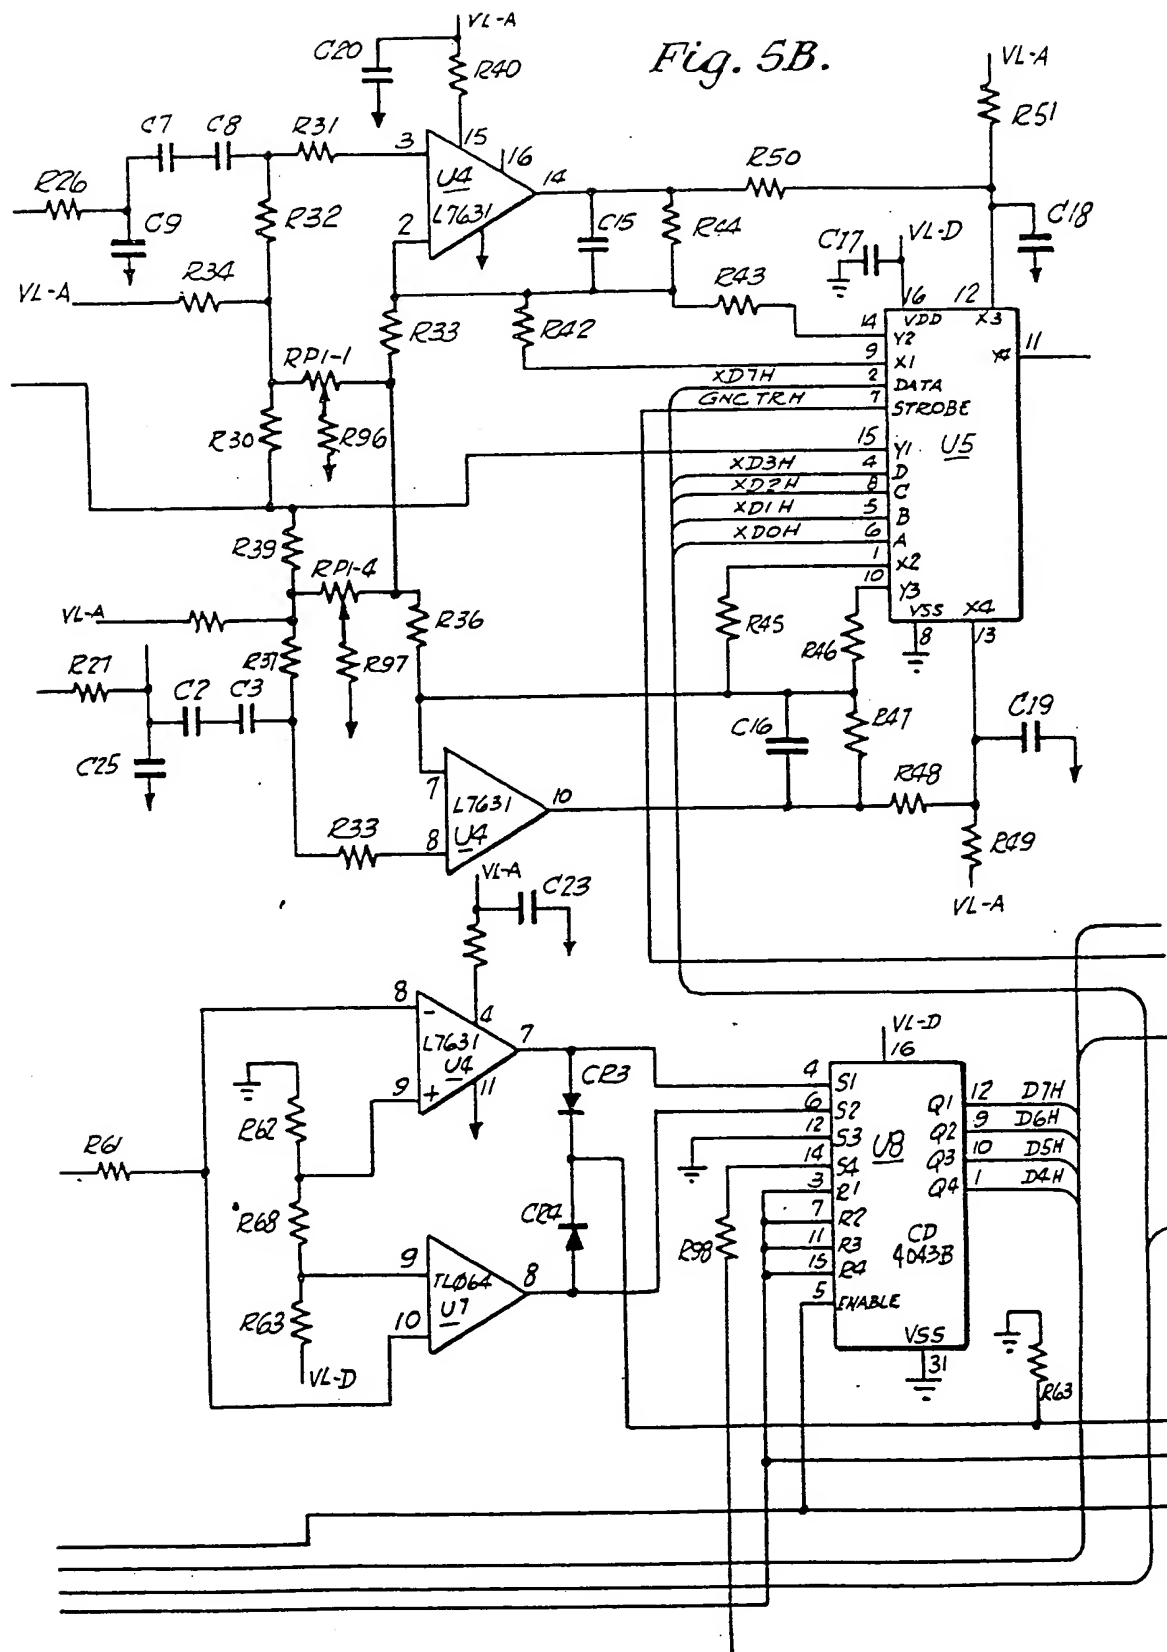 Fig. 5B.
VL-A
C20
R40
VL-A
R51
C7
C8
R31
3
15
16
U4
L7631
14
R50
R26
C9
R32
2
C15
R44
C18
C17
VL-D
VL-A
R34
R33
R42
R43
16
12
VDD
X3
14
Y2
9
X1
Y4
11
RP1-1
XD7H
2
DATA
GNCTRH
7
STROBE
R30
R96
15
Y1
U5
XD3H
4
D
XD2H
8
C
XD1H
5
B
XD0H
6
A
R39
RP1-4
1
X2
10
Y3
VL-A
R36
R45
R46
VSS
8
X4
13
R27
R37
R97
C2
C3
C25
C16
R47
C19
7
L7631
U4
10
R48
R33
8
R49
VL-A
VL-A
C23
8
-
4
L7631
U4
7
9
+
11
CR3
VL-D
16
4
S1
6
S2
12
S3
14
S4
3
R1
7
R2
11
R3
15
R4
5
ENABLE
U8
CD
4043B
Q1
12
D7H
Q2
9
D6H
Q3
10
D5H
Q4
1
D4H
VSS
31
R62
R61
R68
CR4
R98
9
TL064
U7
8
10
R63
VL-D
R63